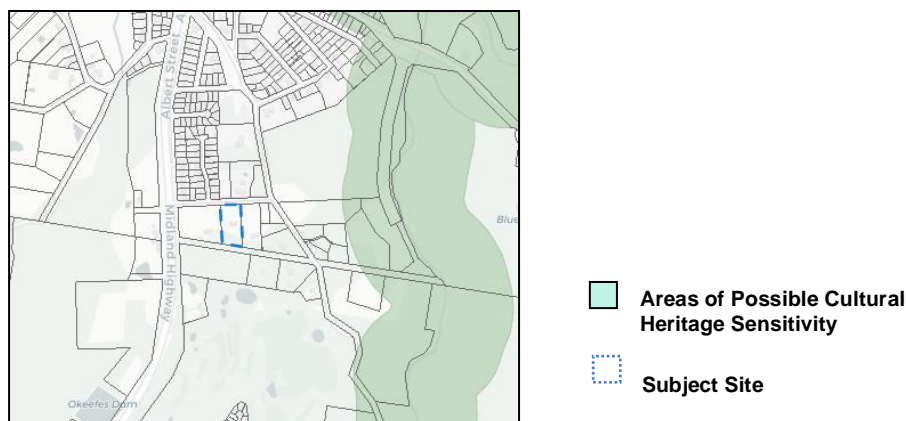 Albert Street
A
Midland Highway
Blue
Okeefes Dam
Areas of Possible Cultural
Heritage Sensitivity
Subject Site